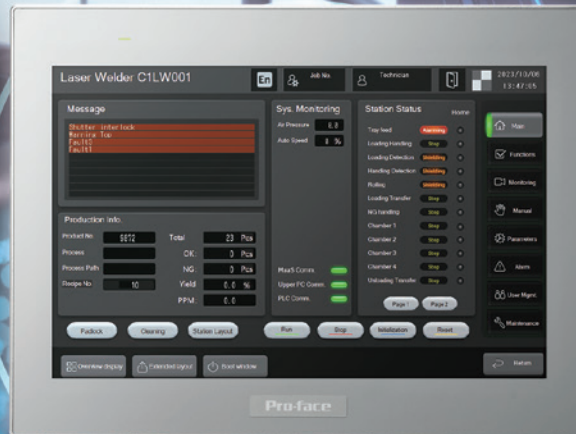 Laser Welder C1LW001
En
Job No.
Technician
2023/10/06
13:47:05
Message
Shutter interlock
Warning Top
Fault0
Fault1
Sys. Monitoring
Air Pressure 0.0
Auto Speed 0 %
MaaS Comm.
Upper PC Comm.
PLC Comm.
Station Status Home
Tray feed
Loading Handling Stop
Loading Detection Shielding
Handling Detection Shielding
Rolling Shielding
Loading Transfer Stop
NG handling Stop
Chamber 1 Stop
Chamber 2 Stop
Chamber 3 Stop
Chamber 4 Stop
Unloading Transfer Stop
Page 1 Page 2
Production Info.
Product No. 5872 Total 23 Pcs
Process OK: 0 Pcs
Process Path NG: 0 Pcs
Recipe No. 10 Yield 0.0 %
PPM. 0.0
Main
Functions
Monitoring
Manual
Parameters
Alarm
User Mgmt.
Maintenance
Padlock Cleaning Station Layout Run Stop Initialization Reset
Overview display Extended layout Boot window Return
Pro-face